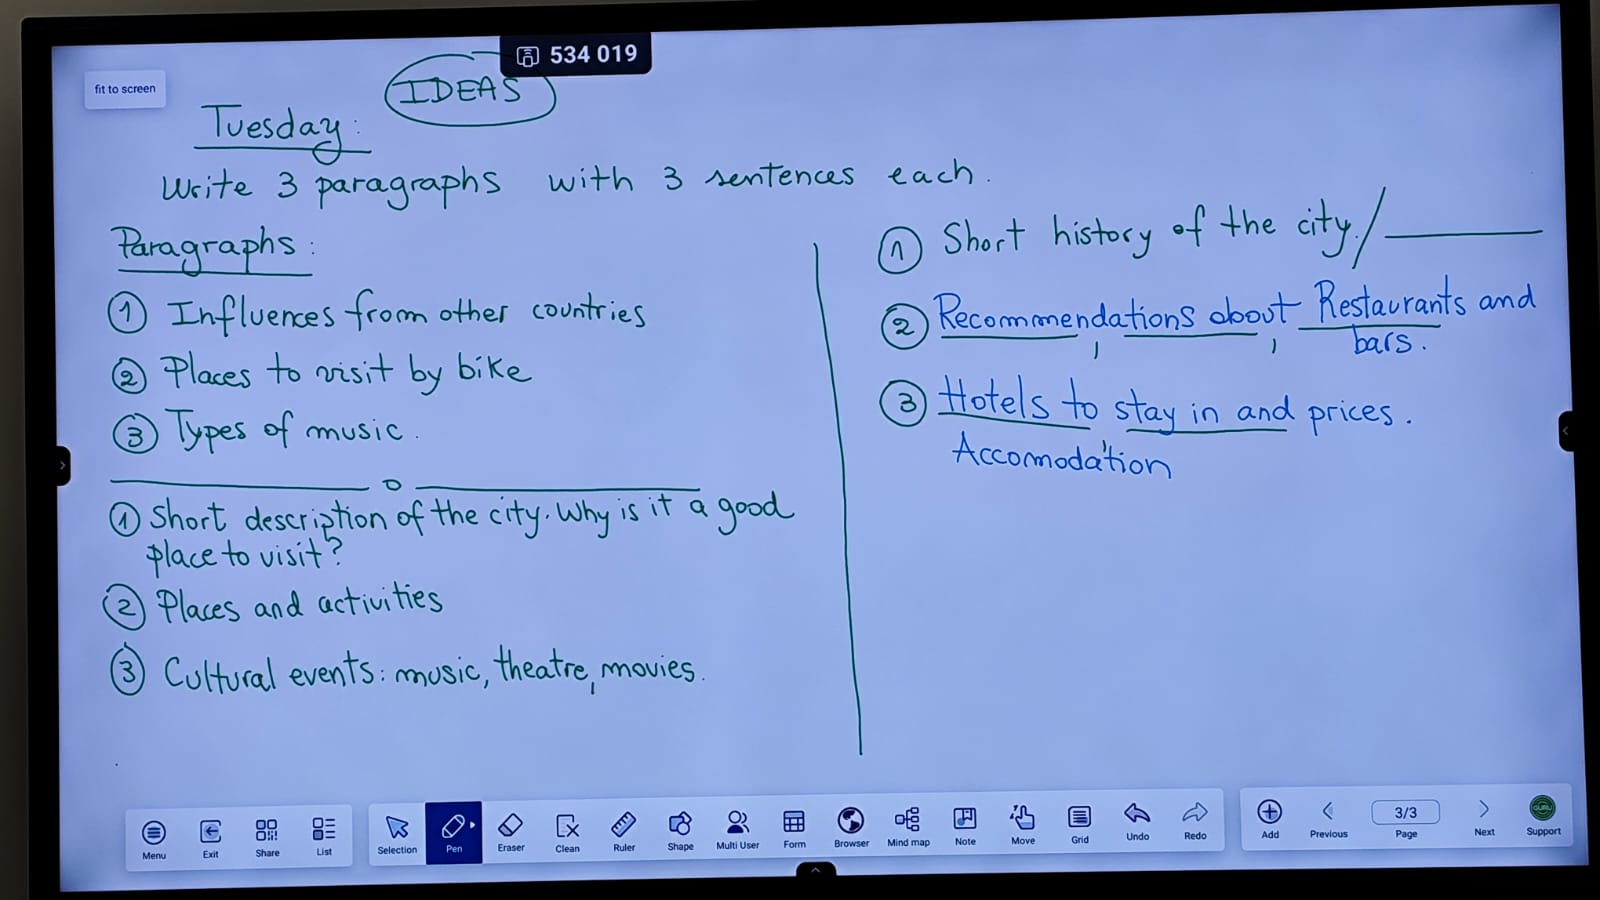 534 019
fit to screen
IDEAS
Tuesday:
Write 3 paragraphs with 3 sentences each.
Paragraphs:
1 Influences from other countries
2 Places to visit by bike
3 Types of music.
1 Short description of the city. Why is it a good
place to visit?
2 Places and activities
3 Cultural events: music, theatre, movies.
1 Short history of the city. /
2 Recommendations about Restaurants and
bars.
3 Hotels to stay in and prices.
Accomodation
Menu Exit Share List Selection Pen Eraser Clean Ruler Shape Multi User Form Browser Mind map Note Move Grid Undo Redo Add Previous 3/3 Page Next GURU Support